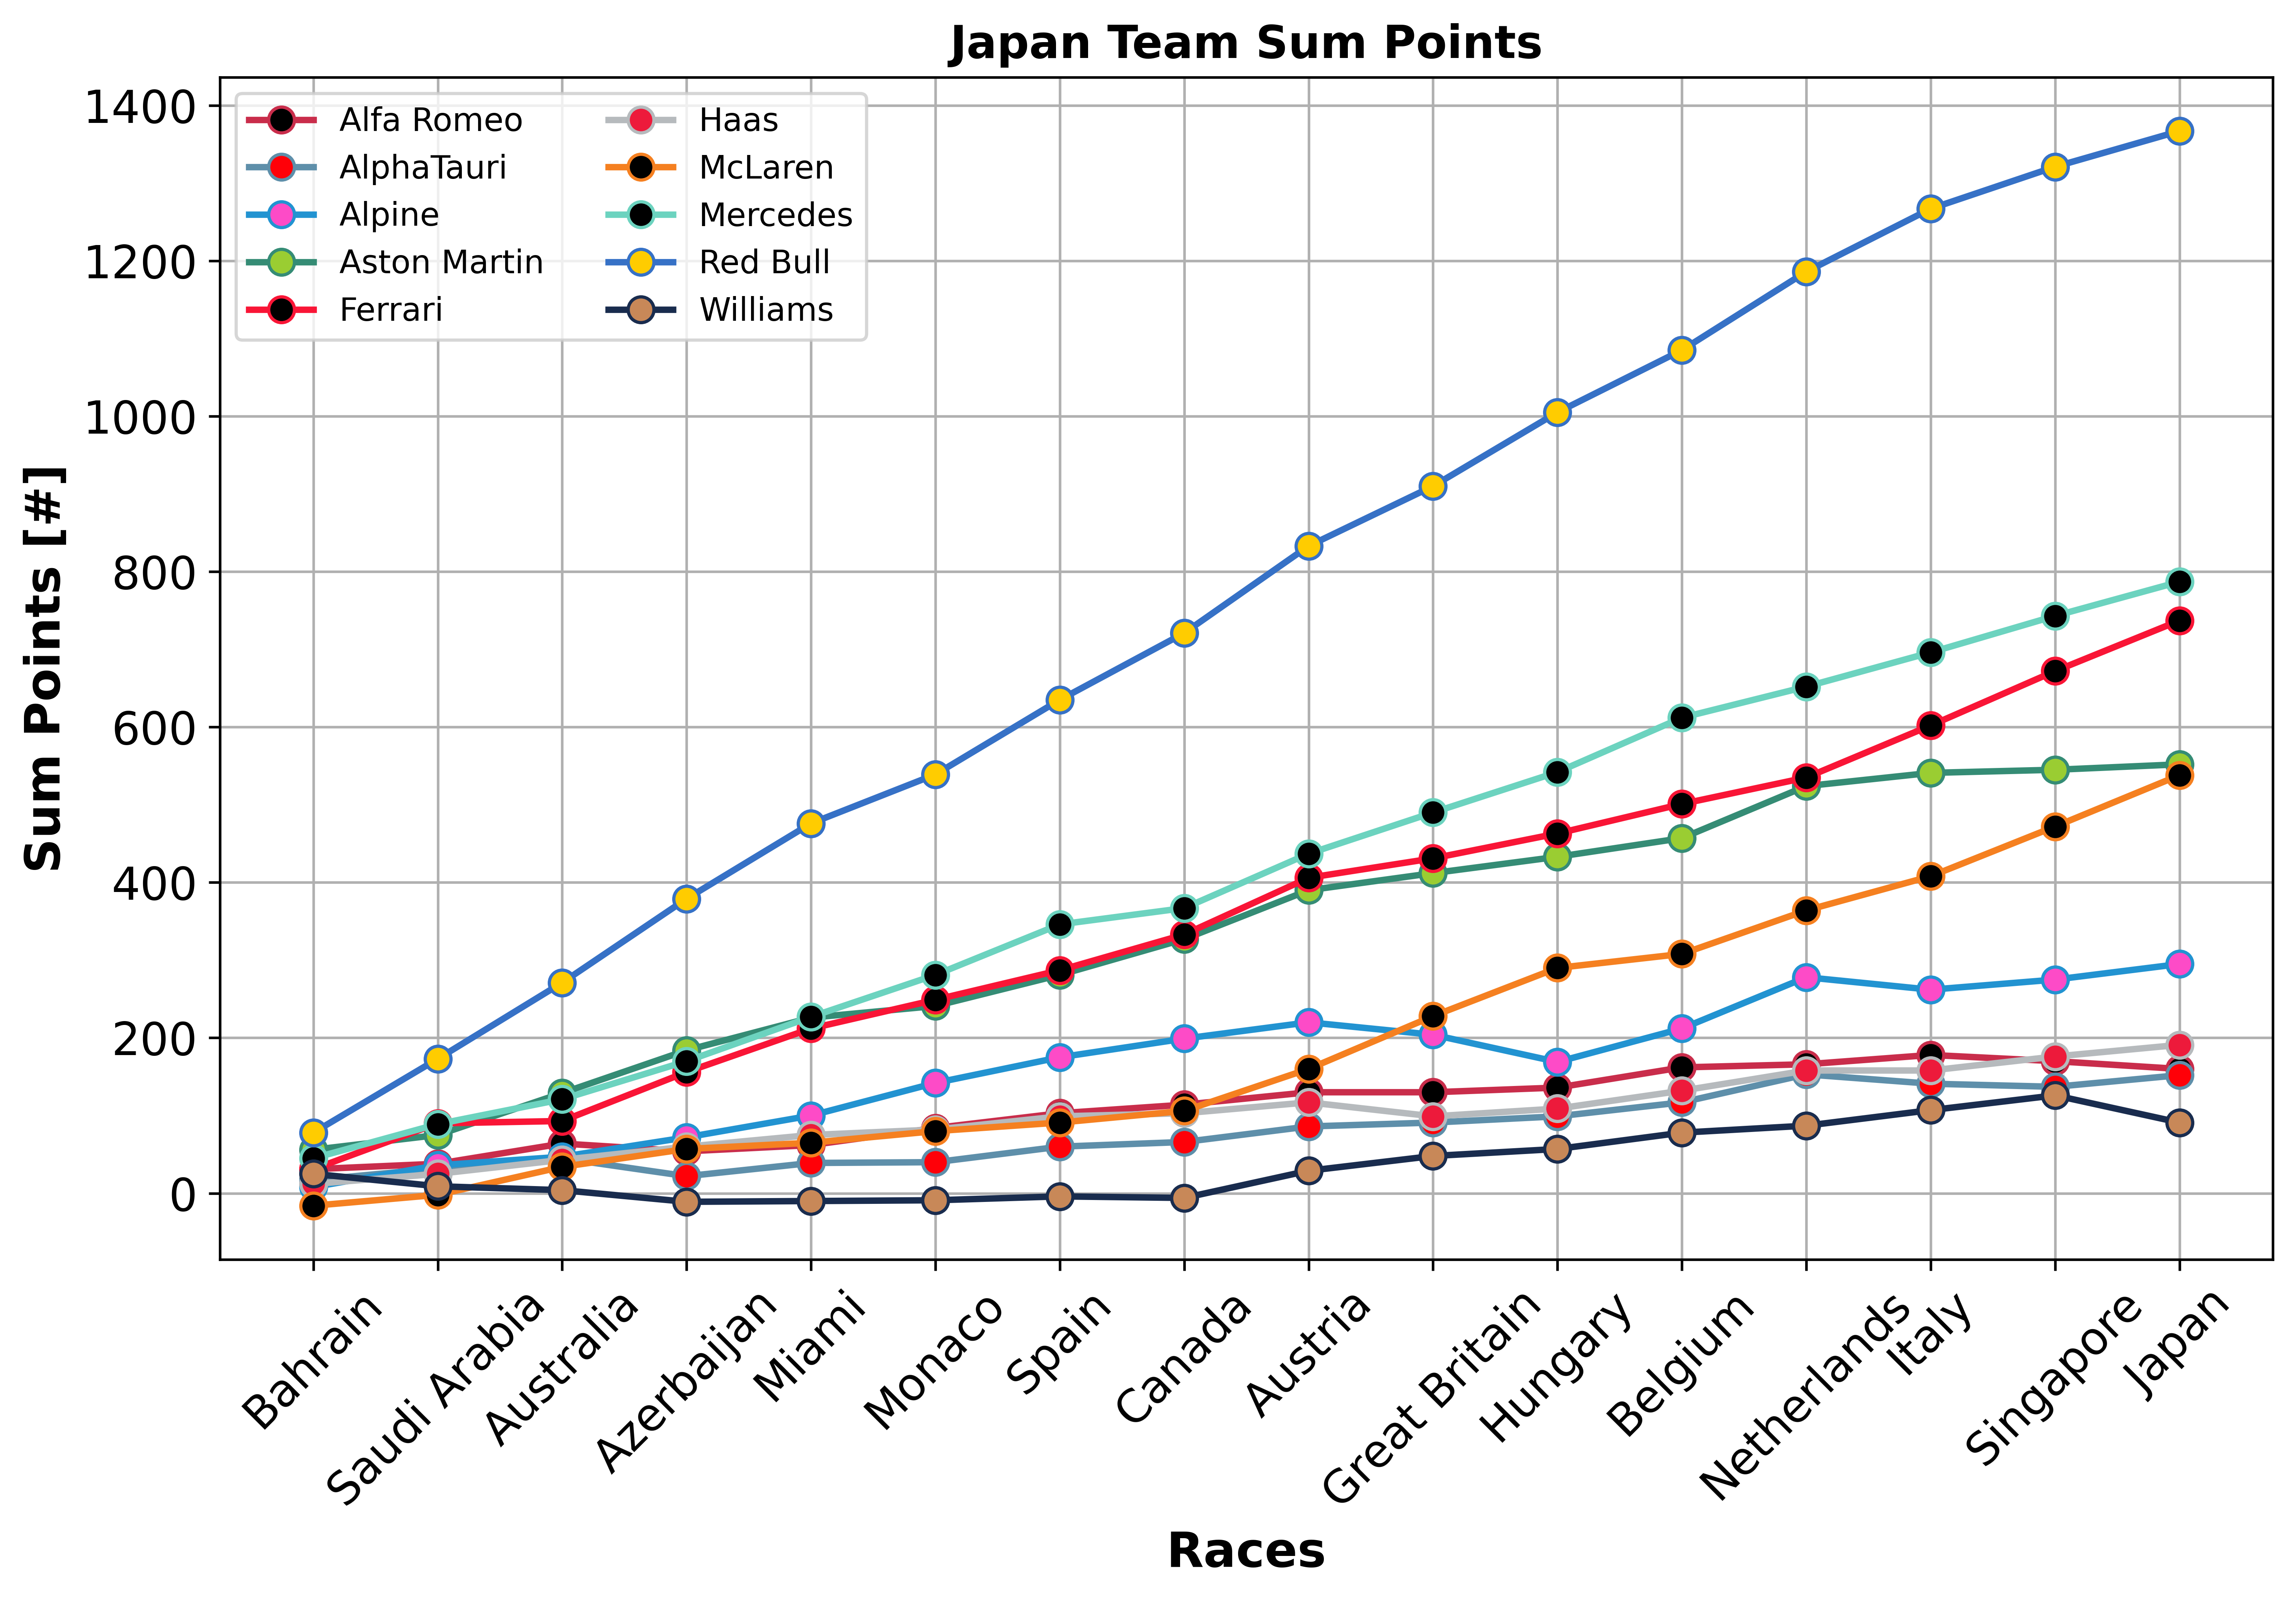 Japan Team Sum Points
Sum Points [#]
1400
1200
1000
800
600
400
200
0
Alfa Romeo
AlphaTauri
Alpine
Aston Martin
Ferrari
Haas
McLaren
Mercedes
Red Bull
Williams
Bahrain
Saudi Arabia
Australia
Azerbaijan
Miami
Monaco
Spain
Canada
Austria
Great Britain
Hungary
Belgium
Netherlands
Italy
Singapore
Japan
Races